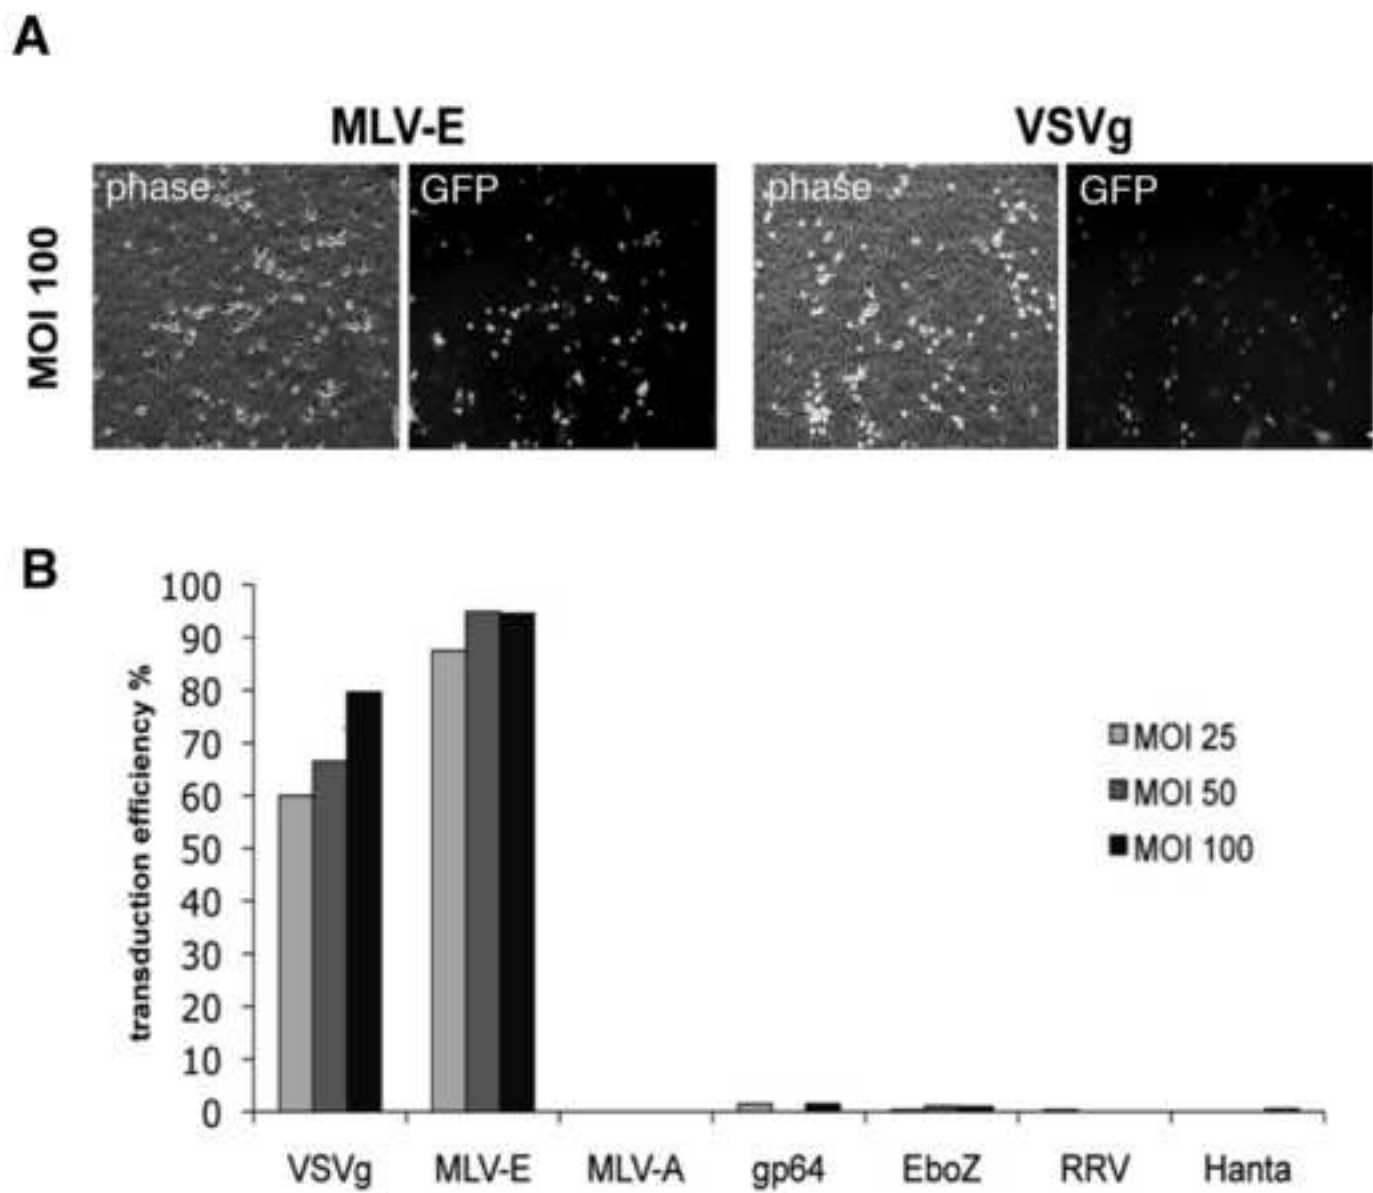 A
MLV-E VSVg
phase GFP phase GFP
MOI 100
B
transduction efficiency %
100
90
80
70
60
50
40
30
20
10
0
MOI 25
MOI 50
MOI 100
VSVg MLV-E MLV-A gp64 EboZ RRV Hanta